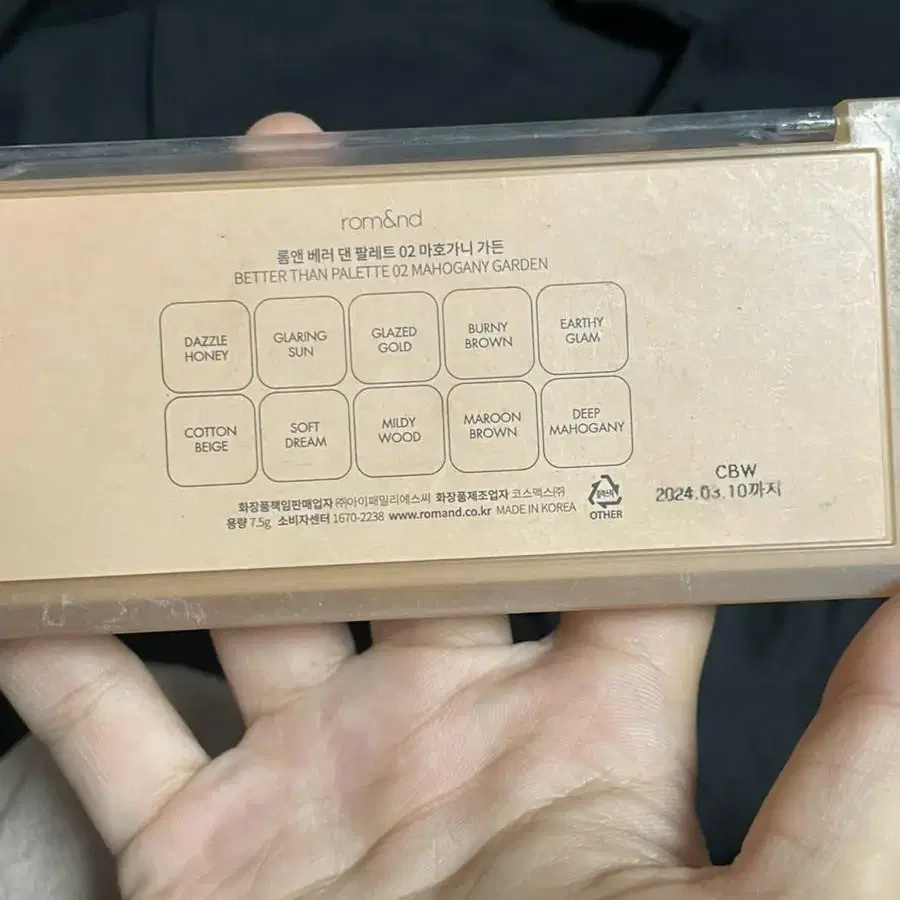 rom&nd
롬앤 베러 댄 팔레트 02 마호가니 가든
BETTER THAN PALETTE 02 MAHOGANY GARDEN
DAZZLE
HONEY
GLARING
SUN
GLAZED
GOLD
BURNY
BROWN
EARTHY
GLAM
COTTON
BEIGE
SOFT
DREAM
MILDY
WOOD
MAROON
BROWN
DEEP
MAHOGANY
화장품책임판매업자 ㈜아이패밀리에스씨 화장품제조업자 코스맥스㈜
용량 7.5g 소비자센터 1670-2238 www.romand.co.kr MADE IN KOREA
OTHER
CBW
2024.03.10까지